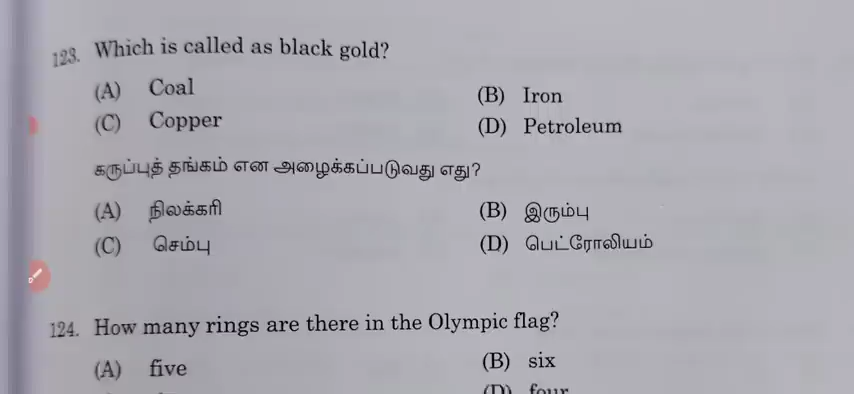 123. Which is called as black gold?
(A) Coal (B) Iron
(C) Copper (D) Petroleum
கருப்புத் தங்கம் என அழைக்கப்படுவது எது?
(A) நிலக்கரி (B) இரும்பு
(C) செம்பு (D) பெட்ரோலியம்
124. How many rings are there in the Olympic flag?
(A) five (B) six
(D) four